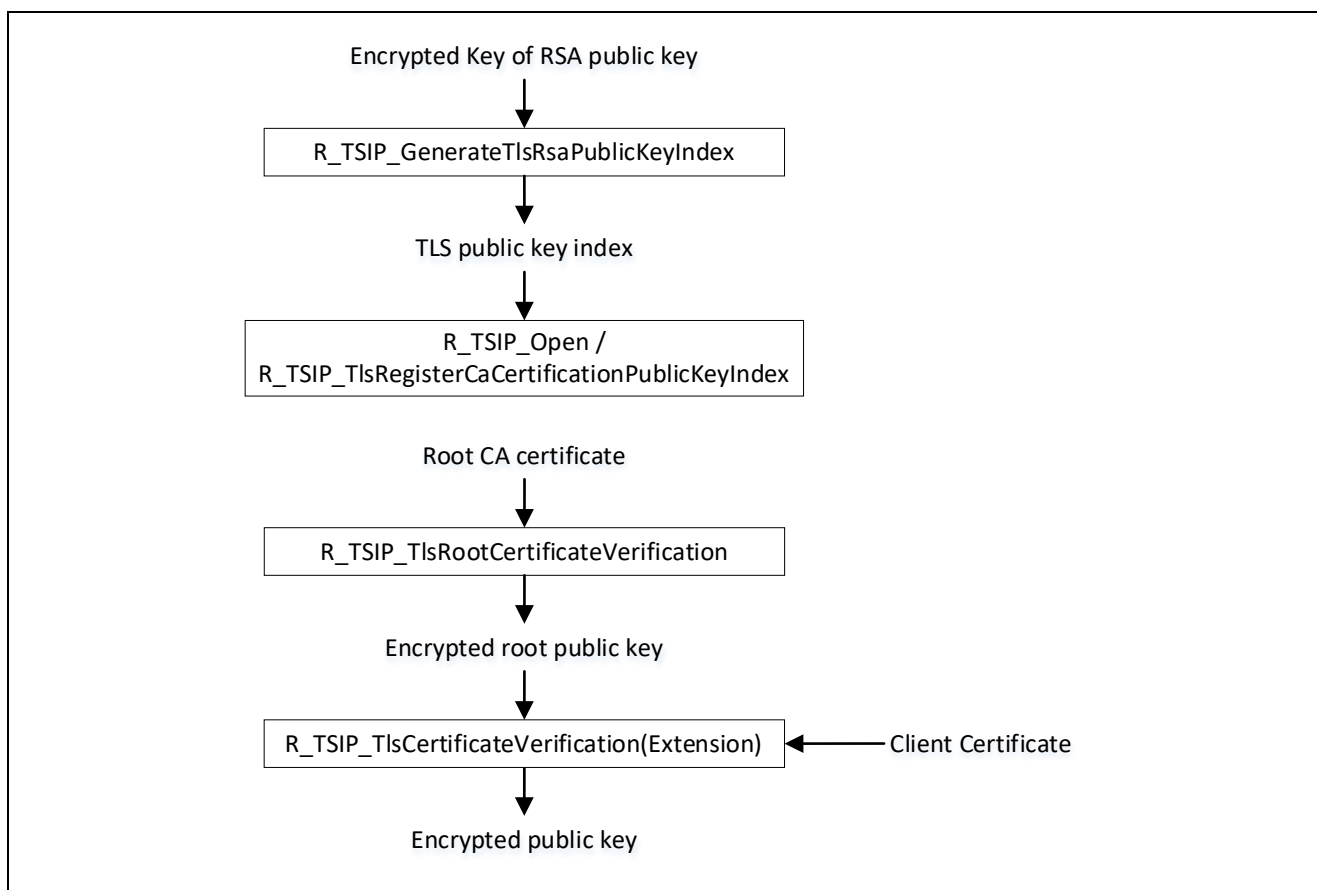 Encrypted Key of RSA public key
R_TSIP_GenerateTlsRsaPublicKeyIndex
TLS public key index
R_TSIP_Open /
R_TSIP_TlsRegisterCaCertificationPublicKeyIndex
Root CA certificate
R_TSIP_TlsRootCertificateVerification
Encrypted root public key
R_TSIP_TlsCertificateVerification(Extension)
Client Certificate
Encrypted public key